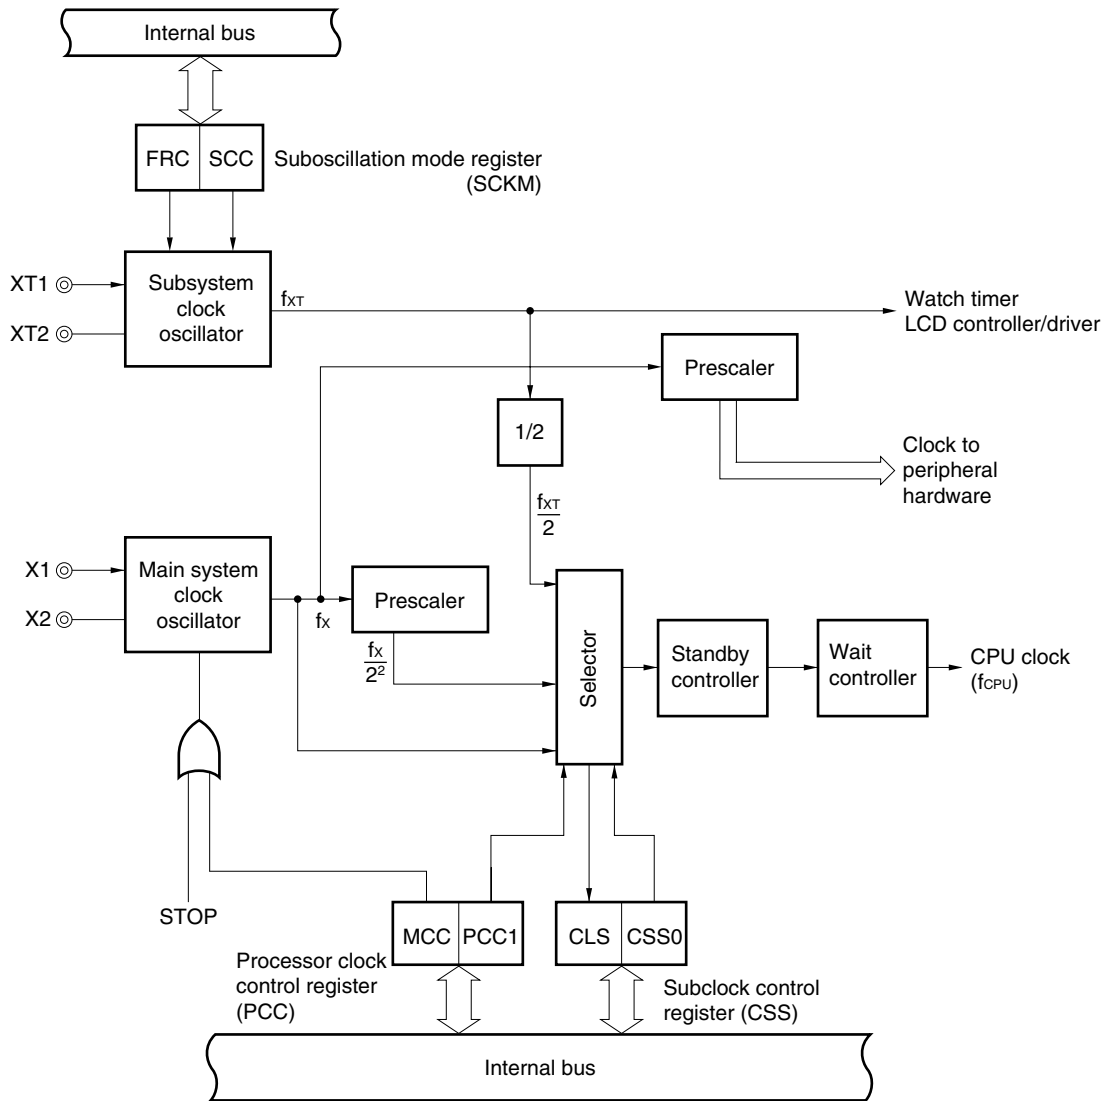 Internal bus
FRC SCC
Suboscillation mode register
(SCKM)
XT1
XT2
Subsystem
clock
oscillator
fXT
Watch timer
LCD controller/driver
Prescaler
1/2
Clock to
peripheral
hardware
fXT
2
X1
X2
Main system
clock
oscillator
fX
Prescaler
fX
2²
Selector
Standby
controller
Wait
controller
CPU clock
(fCPU)
STOP
MCC PCC1
CLS CSS0
Processor clock
control register
(PCC)
Subclock control
register (CSS)
Internal bus